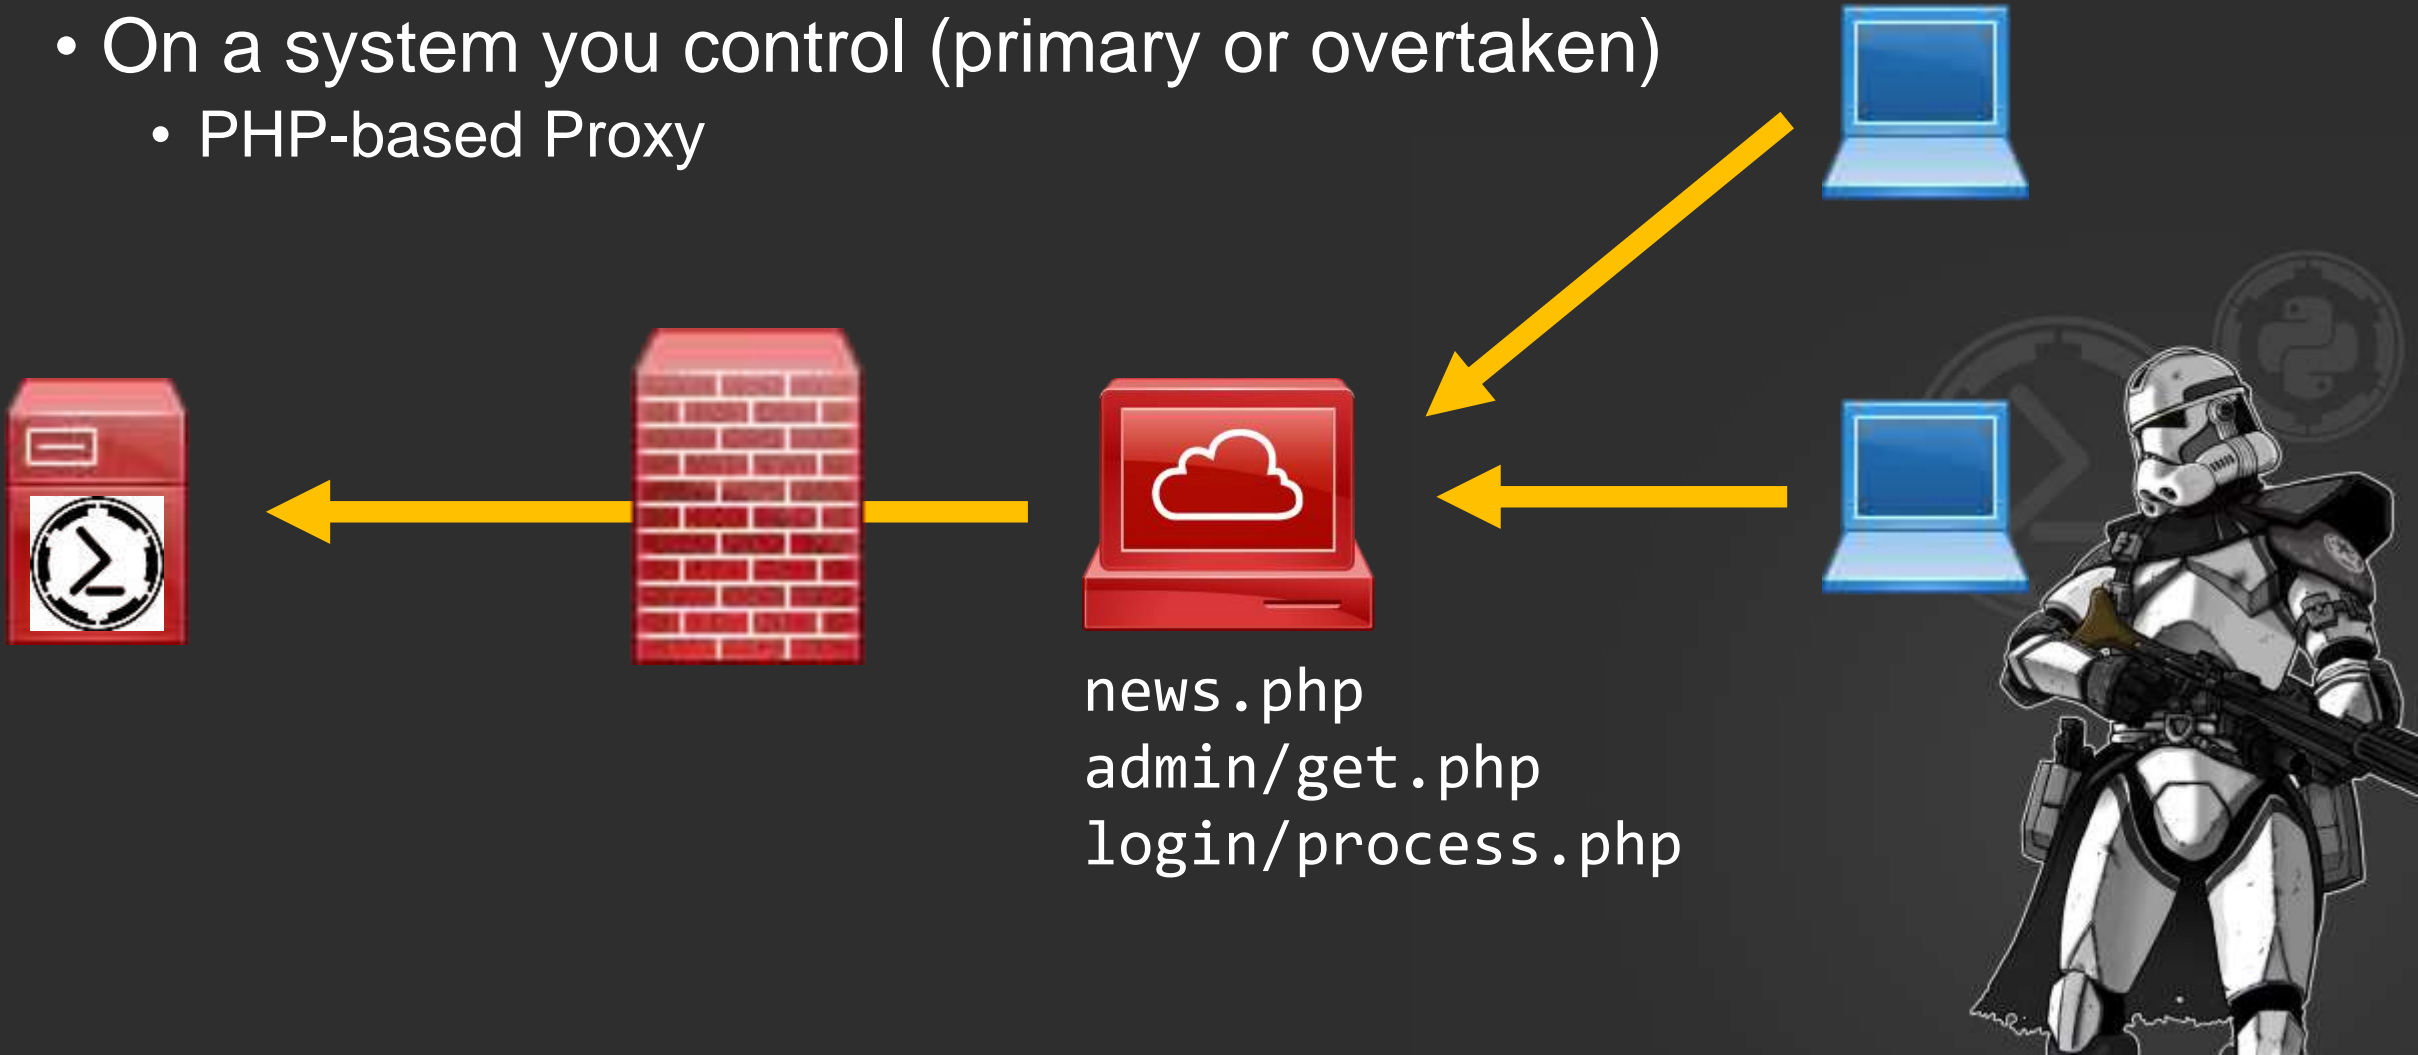 • On a system you control (primary or overtaken)
• PHP-based Proxy
news.php
admin/get.php
login/process.php